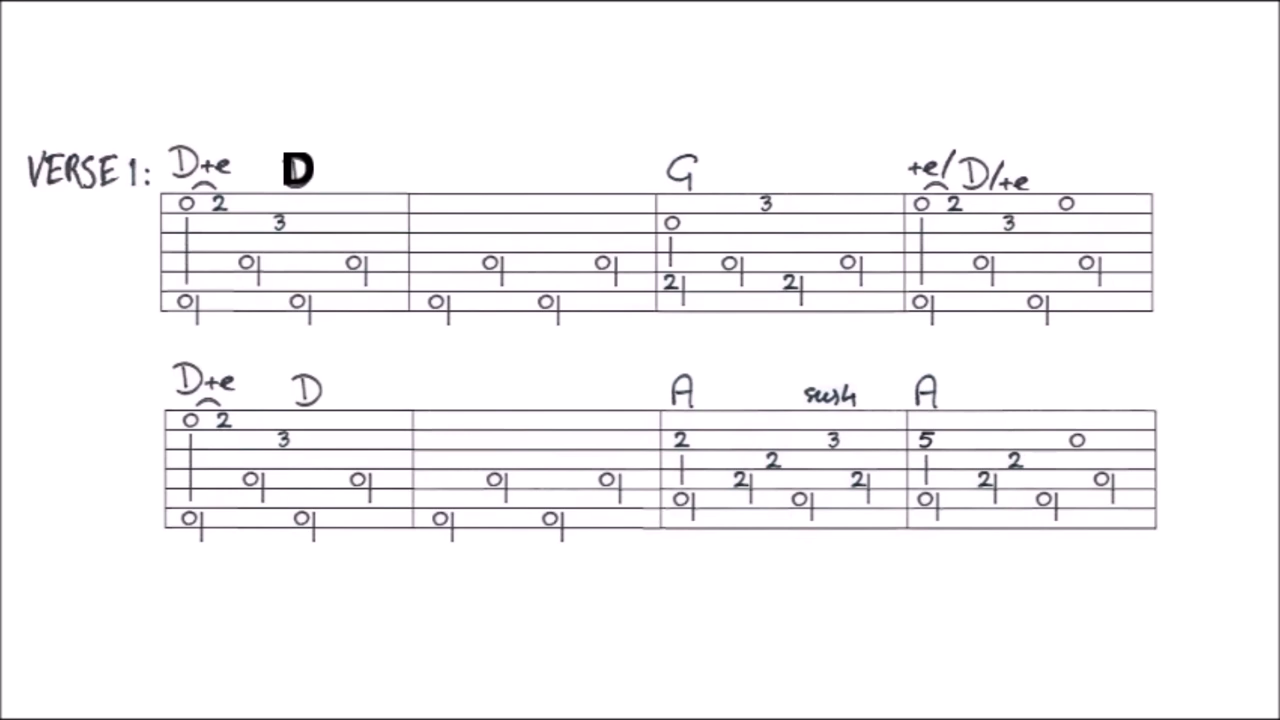 VERSE 1: D+e D G +e/D/+e
0 2 3 0 2
3 0 3
0 0 0 0 0 0 0 0
2 2
0 0 0 0 0 0
D+e D A sus4 A
0 2
3 2 3 5 0
2 2
0 0 0 0 2 2 2 0
0 0 0 0
0 0 0 0